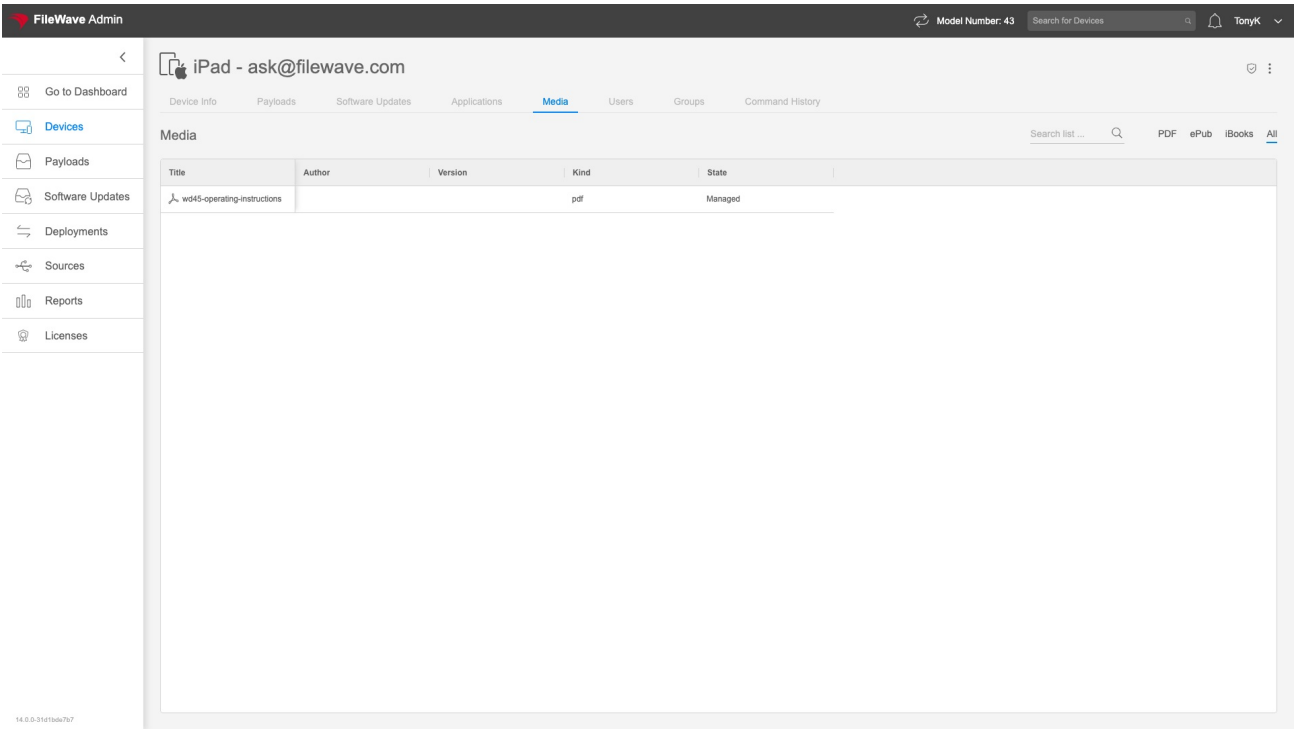 FileWave Admin
Model Number: 43
Search for Devices
TonyK
Go to Dashboard
Devices
Payloads
Software Updates
Deployments
Sources
Reports
Licenses
14.0.0-31d1bde7b7
iPad - ask@filewave.com
Device Info Payloads Software Updates Applications Media Users Groups Command History
Media
Search list ...
PDF ePub iBooks All
Title Author Version Kind State
wd45-operating-instructions pdf Managed